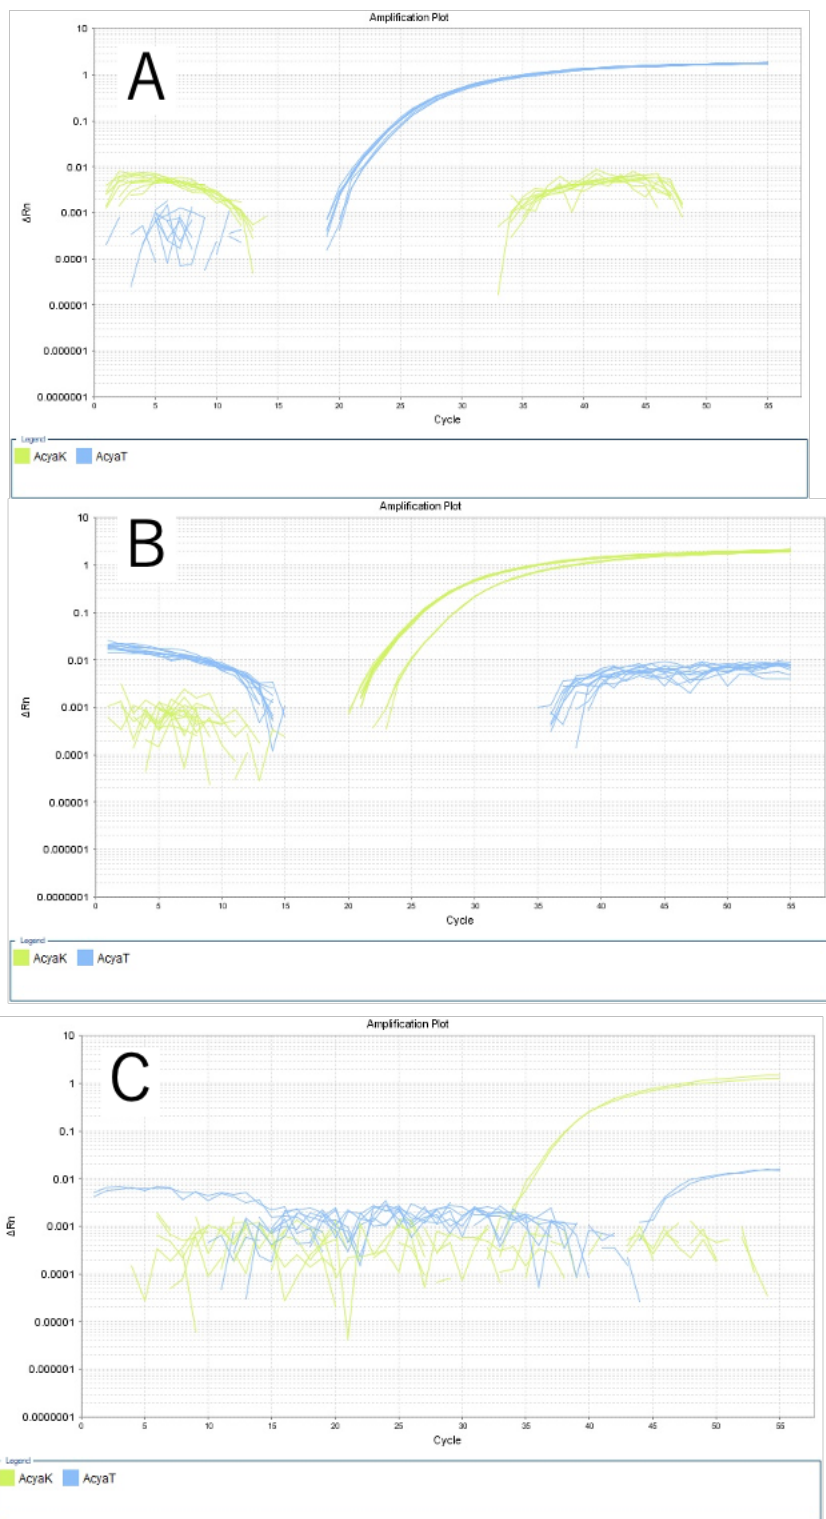 Amplification Plot
A
10
1
0.1
0.01
0.001
0.0001
0.00001
0.000001
0.0000001
ΔRn
0 5 10 15 20 25 30 35 40 45 50 55
Cycle
Legend
AcyaK AcyaT
Amplification Plot
B
10
1
0.1
0.01
0.001
0.0001
0.00001
0.000001
0.0000001
ΔRn
0 5 10 15 20 25 30 35 40 45 50 55
Cycle
Legend
AcyaK AcyaT
Amplification Plot
C
10
1
0.1
0.01
0.001
0.0001
0.00001
0.000001
0.0000001
ΔRn
0 5 10 15 20 25 30 35 40 45 50 55
Cycle
Legend
AcyaK AcyaT